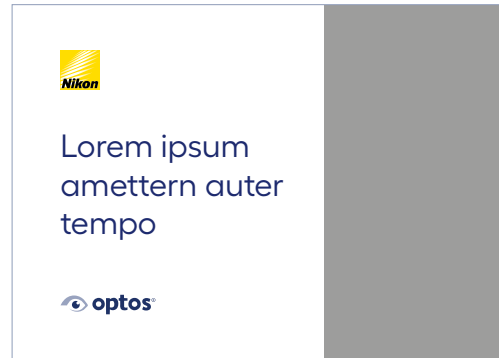 Nikon
Lorem ipsum
amettern auter
tempo
optos®